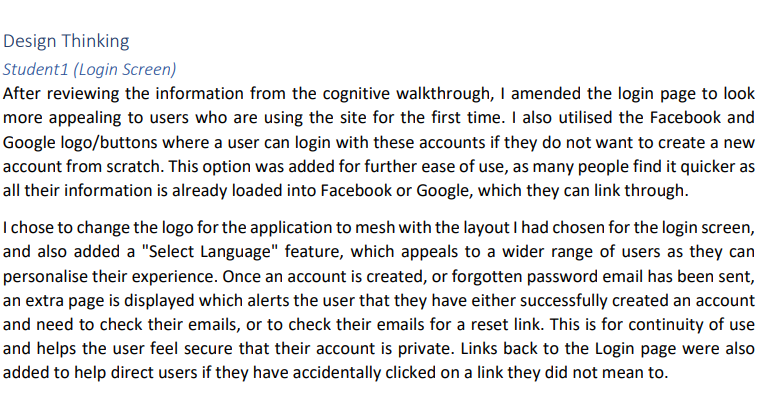 Design Thinking
Student1 (Login Screen)
After reviewing the information from the cognitive walkthrough, I amended the login page to look
more appealing to users who are using the site for the first time. I also utilised the Facebook and
Google logo/buttons where a user can login with these accounts if they do not want to create a new
account from scratch. This option was added for further ease of use, as many people find it quicker as
all their information is already loaded into Facebook or Google, which they can link through.
I chose to change the logo for the application to mesh with the layout I had chosen for the login screen,
and also added a "Select Language" feature, which appeals to a wider range of users as they can
personalise their experience. Once an account is created, or forgotten password email has been sent,
an extra page is displayed which alerts the user that they have either successfully created an account
and need to check their emails, or to check their emails for a reset link. This is for continuity of use
and helps the user feel secure that their account is private. Links back to the Login page were also
added to help direct users if they have accidentally clicked on a link they did not mean to.